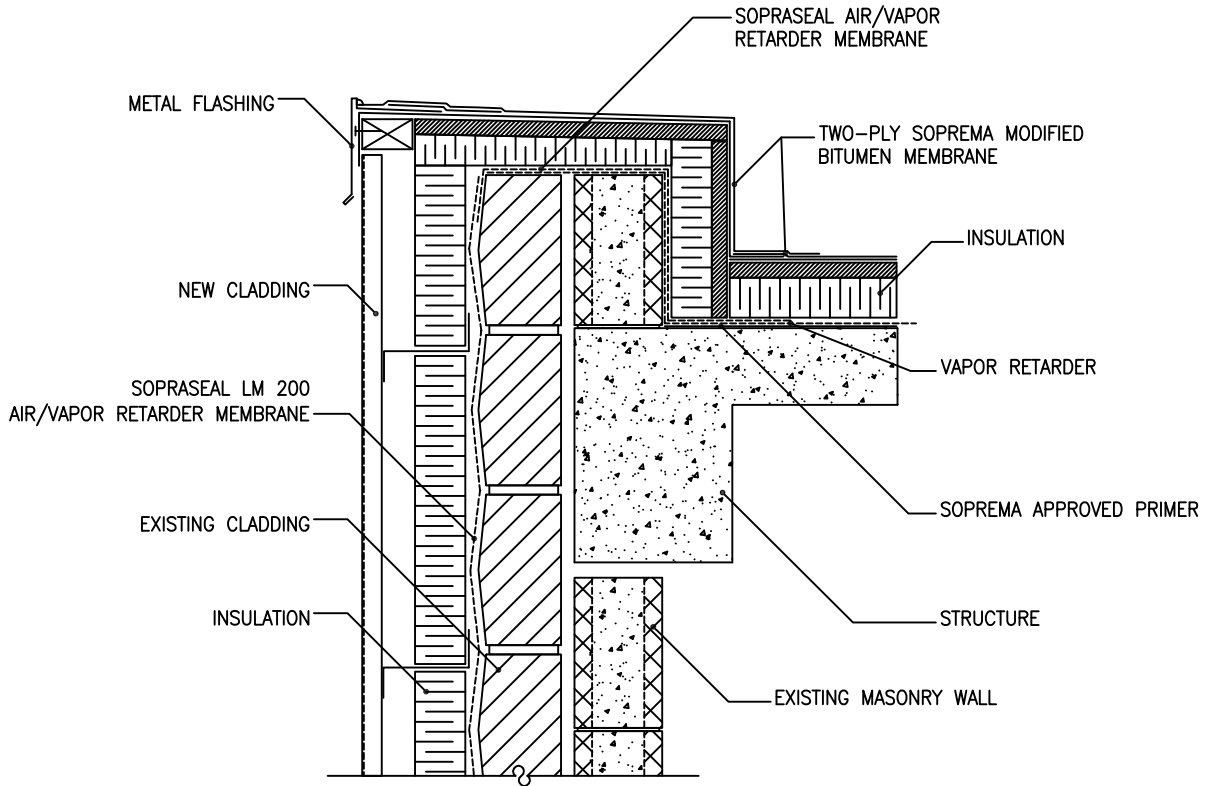 SOPRASEAL AIR/VAPOR
RETARDER MEMBRANE
METAL FLASHING
TWO-PLY SOPREMA MODIFIED
BITUMEN MEMBRANE
INSULATION
NEW CLADDING
VAPOR RETARDER
SOPRASEAL LM 200
AIR/VAPOR RETARDER MEMBRANE
SOPREMA APPROVED PRIMER
EXISTING CLADDING
INSULATION
STRUCTURE
EXISTING MASONRY WALL